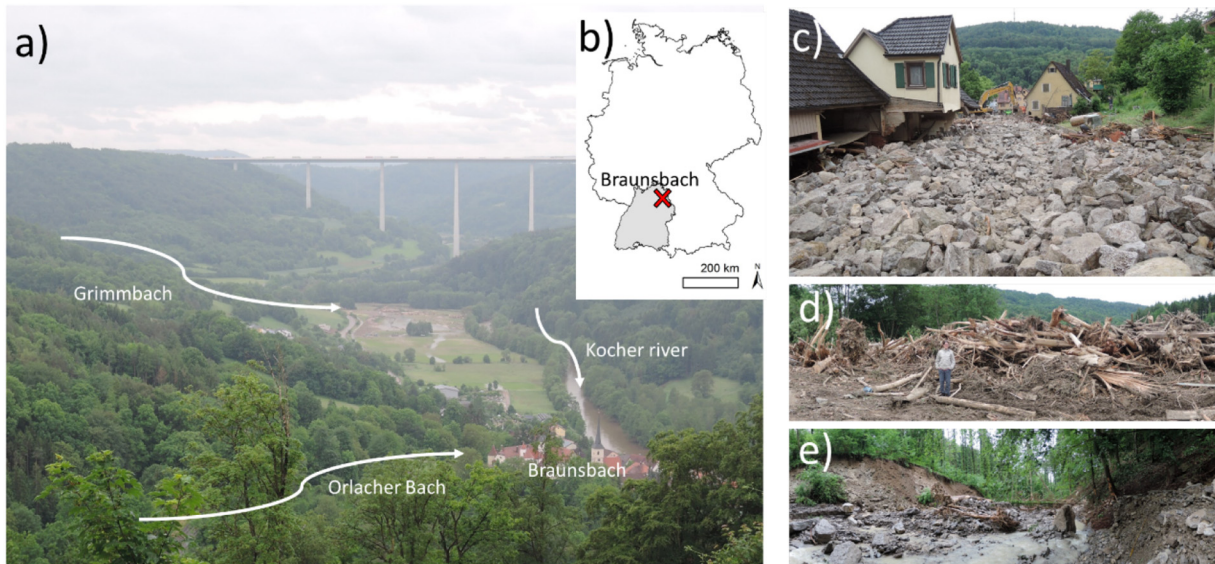 a)
Grimmbach
Kocher river
Braunsbach
Orlacher Bach
b)
Braunsbach
200 km
N
c)
d)
e)